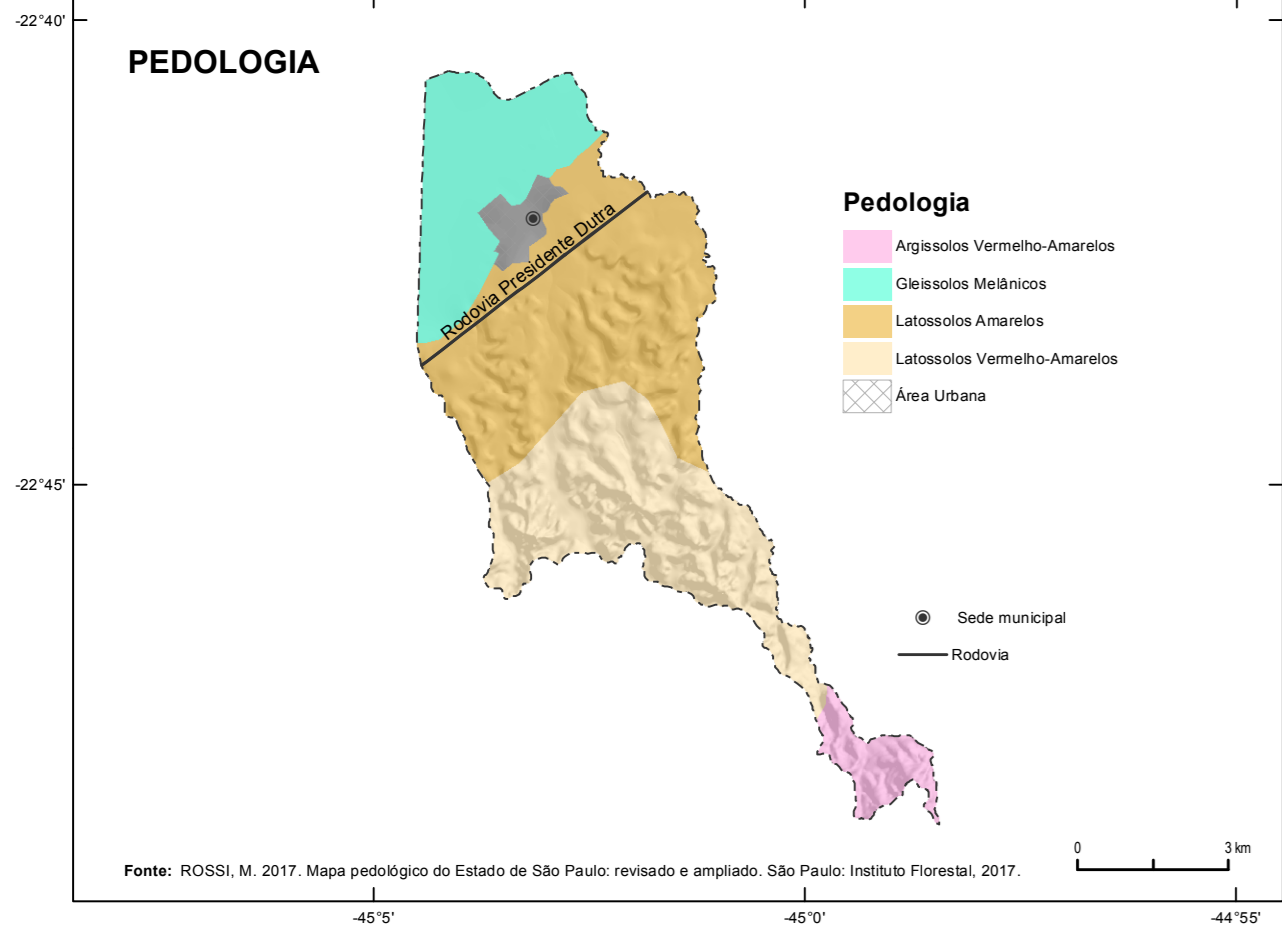 -22°40'
PEDOLOGIA
Rodovia Presidente Dutra
Pedologia
Argissolos Vermelho-Amarelos
Gleissolos Melânicos
Latossolos Amarelos
Latossolos Vermelho-Amarelos
Área Urbana
-22°45'
Sede municipal
Rodovia
0 3 km
Fonte: ROSSI, M. 2017. Mapa pedológico do Estado de São Paulo: revisado e ampliado. São Paulo: Instituto Florestal, 2017.
-45°5' -45°0' -44°55'